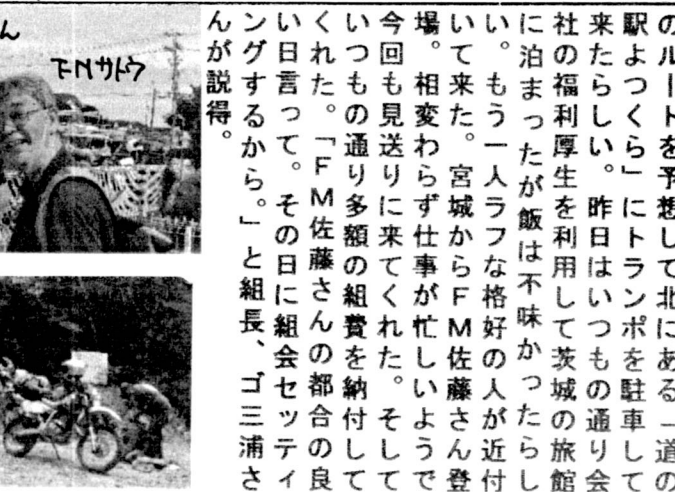 のルートを予想して北にある「道の
駅よつくら」にトランポを駐車して
来たらしい。昨日はいつもの通り会
社の福利厚生を利用して茨城の旅館
に泊まったが飯は不味かったらし
い。もう一人ラフな格好の人が近付
いて来た。宮城からFM佐藤さん登
場。相変わらず仕事が忙しいようで
今回も見送りに来てくれた。そして
いつもの通り多額の組費を納付して
くれた。「FM佐藤さんの都合の良
い日言って。その日に組会セッティ
ングするから。」と組長、ゴ三浦さ
んが説得。
FMサトウ
ん